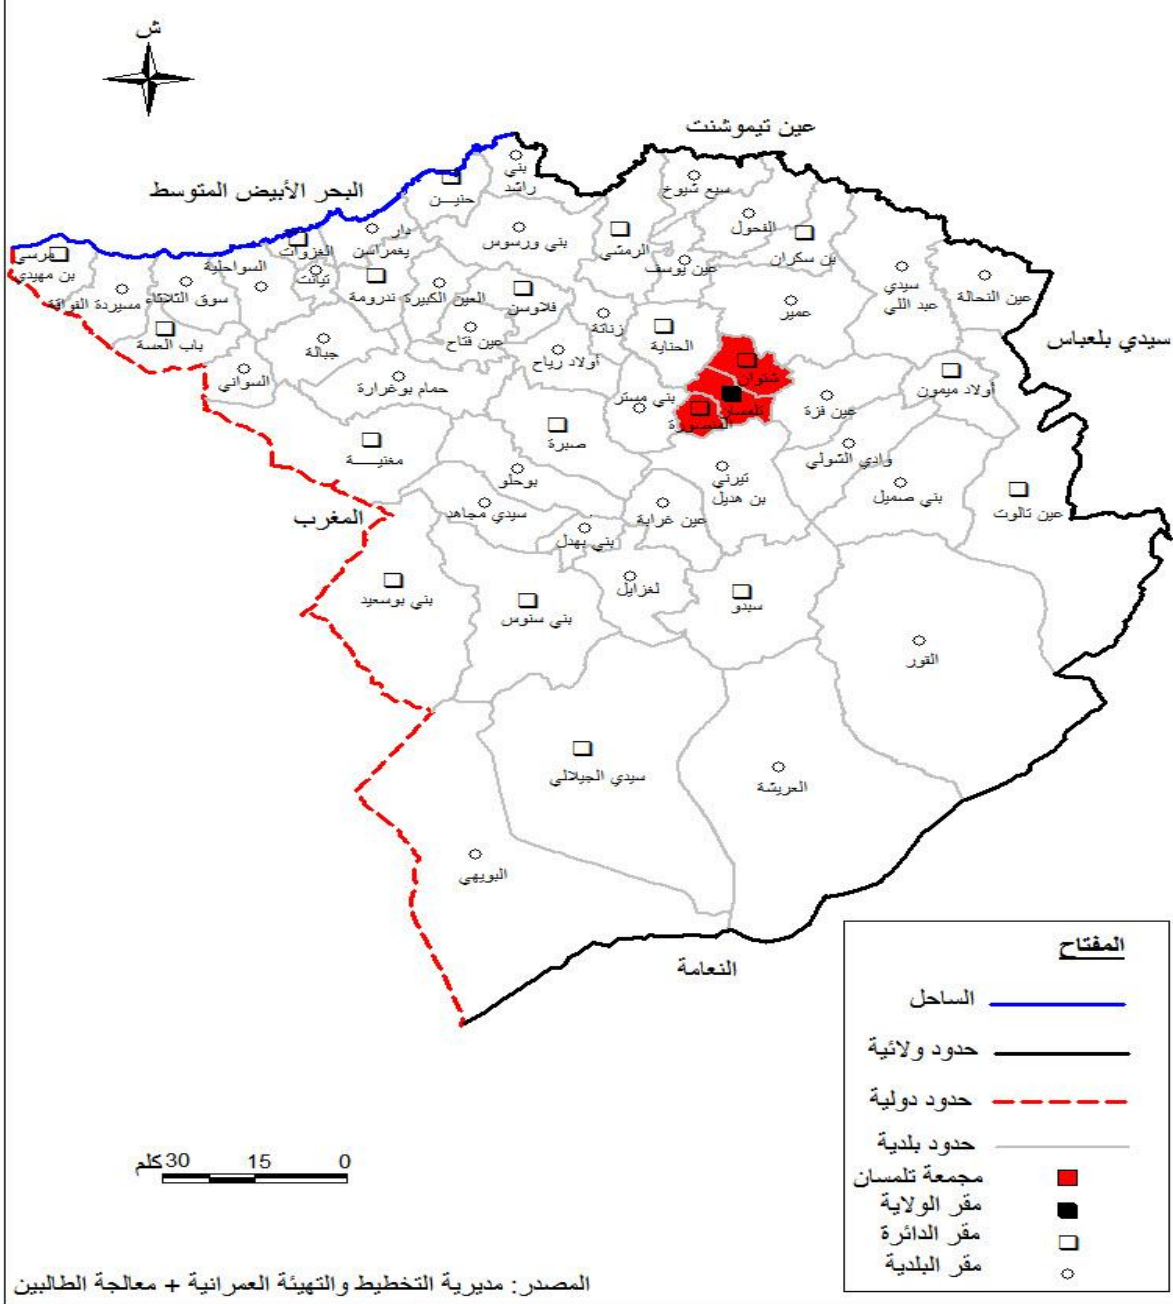 ش
عين تيموشنت
البحر الأبيض المتوسط
بني
راشد
سبع شيوخ
حنيــن
الفحول
دار
يغمراسن
بني ورسوس
الرمشي
بن سكران
الغزوات
مرسى
بن مهيدي
السواحلية
تيانت
عين يوسف
سيدي
عبد اللي
عين النحالة
مسيردة الفواقة
سوق الثلاثاء
ندرومة
العين الكبيرة
فلاوسن
عمير
زناتة
الحناية
باب العسة
جبالة
عين فتاح
أولاد رياح
سيدي بلعباس
السواني
حمام بوغرارة
شتوان
أولاد ميمون
بني مستر
تلمسان
المنصورة
عين فزة
مغنيـــــة
صبرة
وادي الشولي
بوحلو
تيرني
بن هديل
بني صميل
عين تالوت
المغرب
سيدي مجاهد
عين غرابة
بني بهدل
بني بوسعيد
بني سنوس
لغزايل
سبدو
القور
سيدي الجيلالي
العريشة
البويهي
النعامة
المفتاح
الساحل
حدود ولائية
حدود دولية
حدود بلدية
مجمعة تلمسان
مقر الولاية
مقر الدائرة
مقر البلدية
0 15 30 كلم
المصدر: مديرية التخطيط والتهيئة العمرانية + معالجة الطالبين